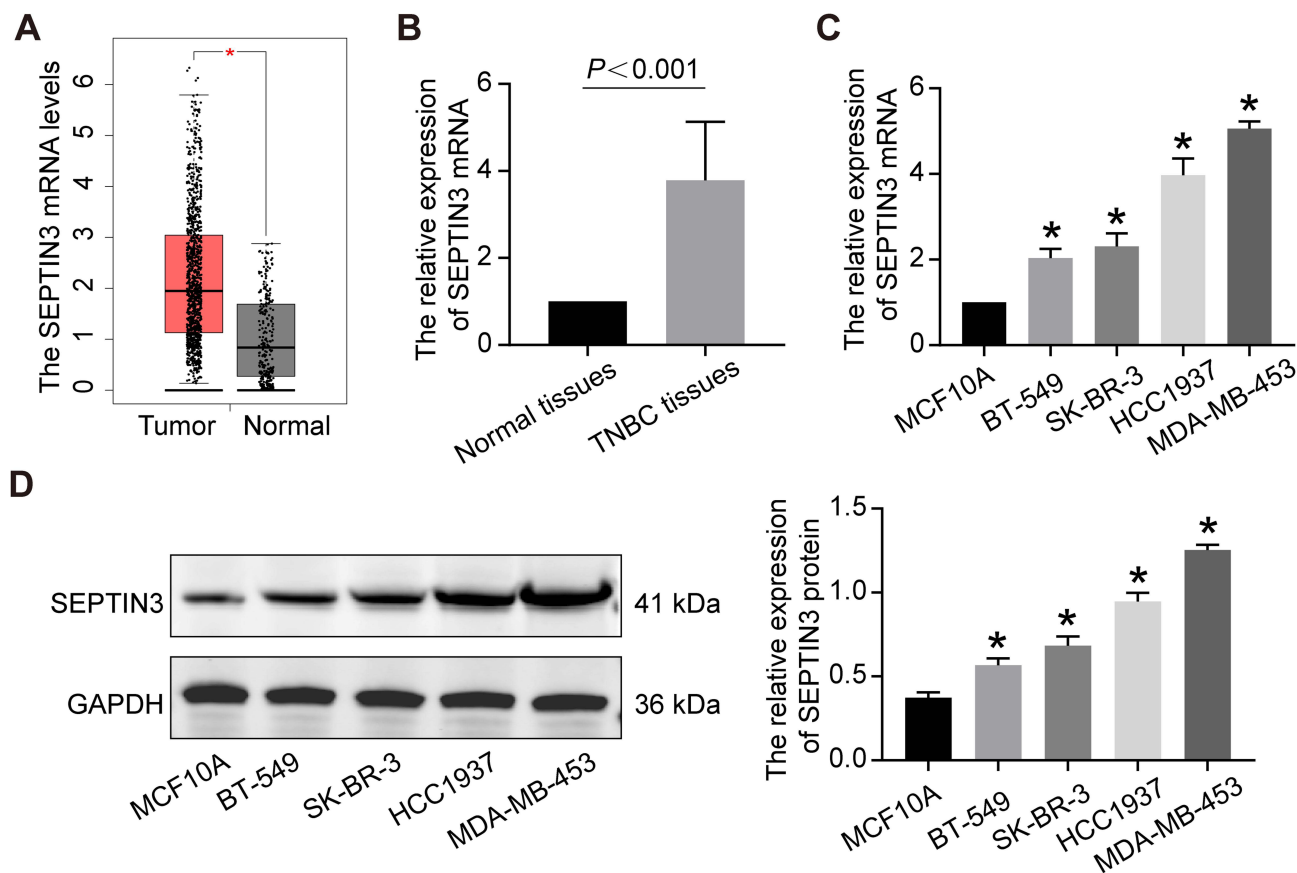 A
The SEPTIN3 mRNA levels
6
5
4
3
2
1
0
*
Tumor
Normal
B
The relative expression
of SEPTIN3 mRNA
P<0.001
6
4
2
0
Normal tissues
TNBC tissues
C
The relative expression
of SEPTIN3 mRNA
6
4
2
0
*
*
*
*
MCF10A
BT-549
SK-BR-3
HCC1937
MDA-MB-453
D
SEPTIN3
41 kDa
GAPDH
36 kDa
MCF10A
BT-549
SK-BR-3
HCC1937
MDA-MB-453
The relative expression
of SEPTIN3 protein
1.5
1.0
0.5
0.0
*
*
*
*
MCF10A
BT-549
SK-BR-3
HCC1937
MDA-MB-453